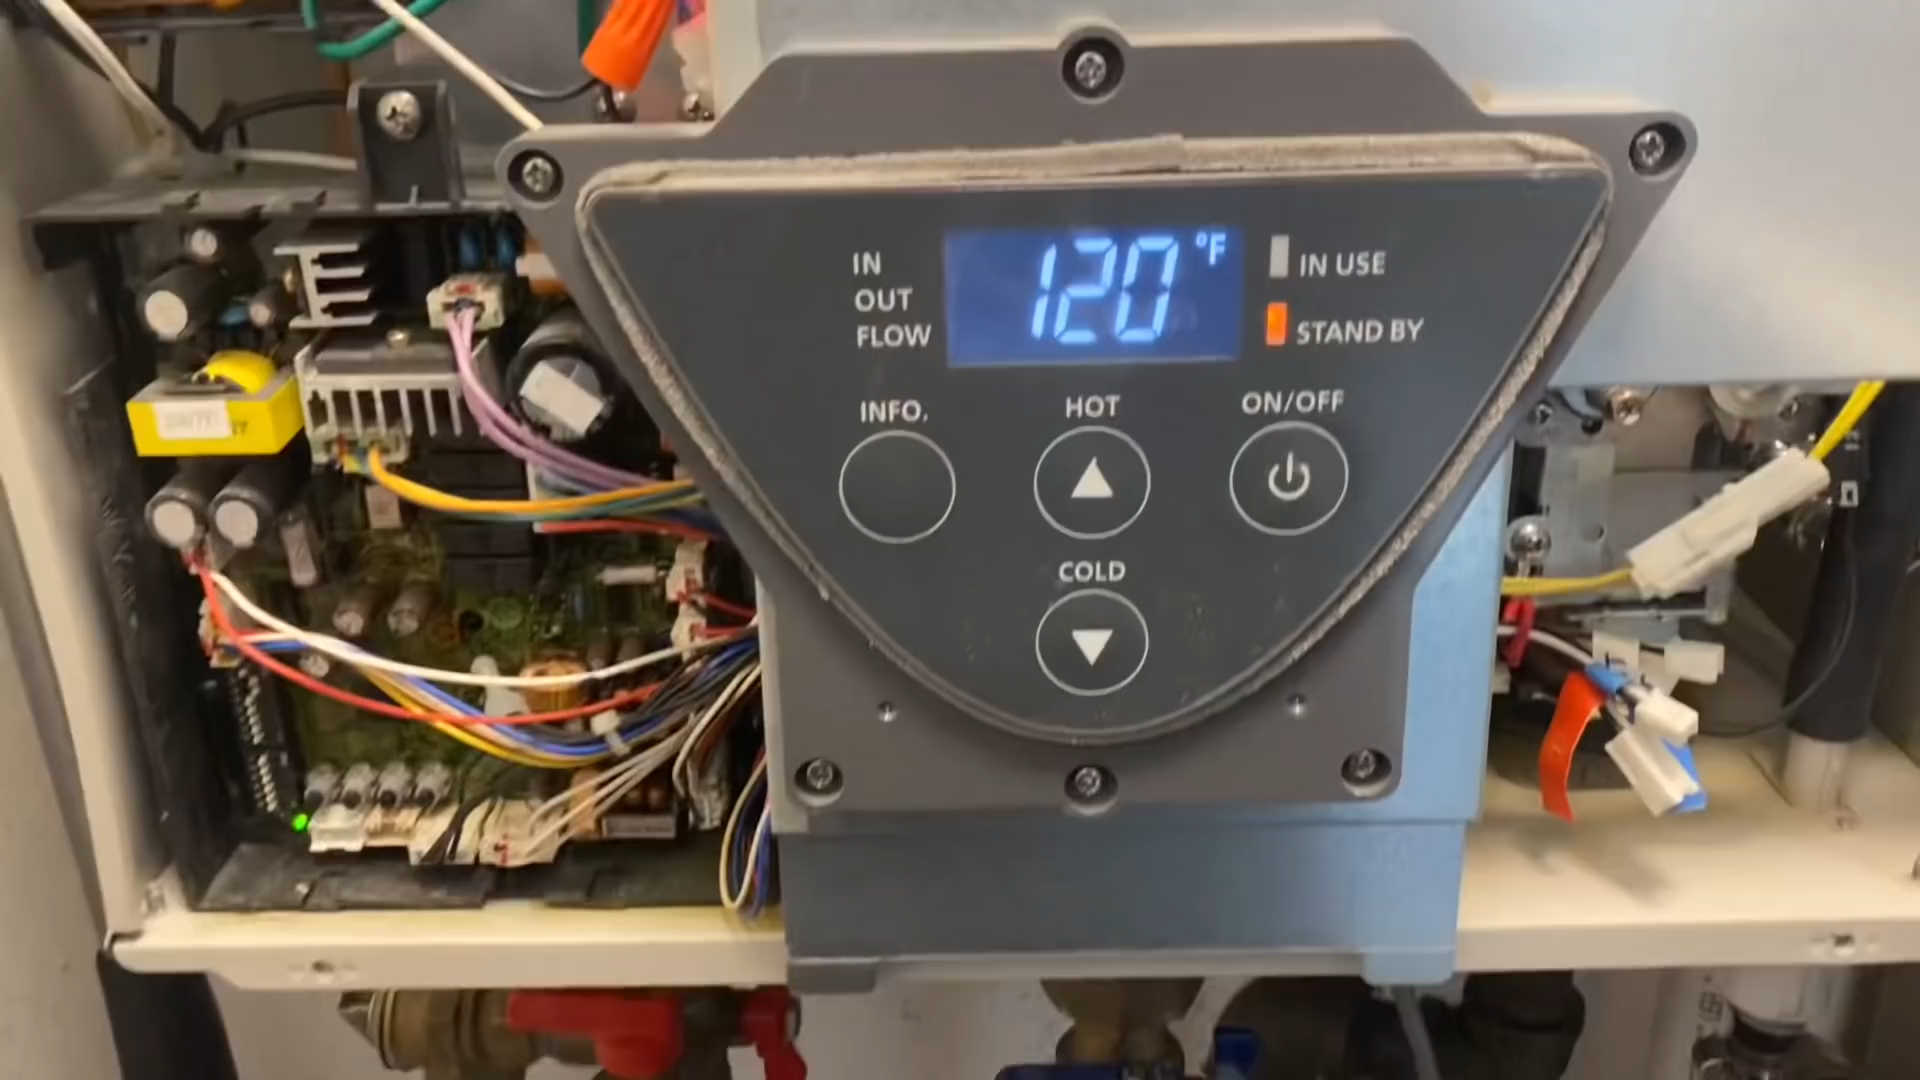 IN
OUT
FLOW
120 °F
IN USE
STAND BY
INFO.
HOT
ON/OFF
COLD